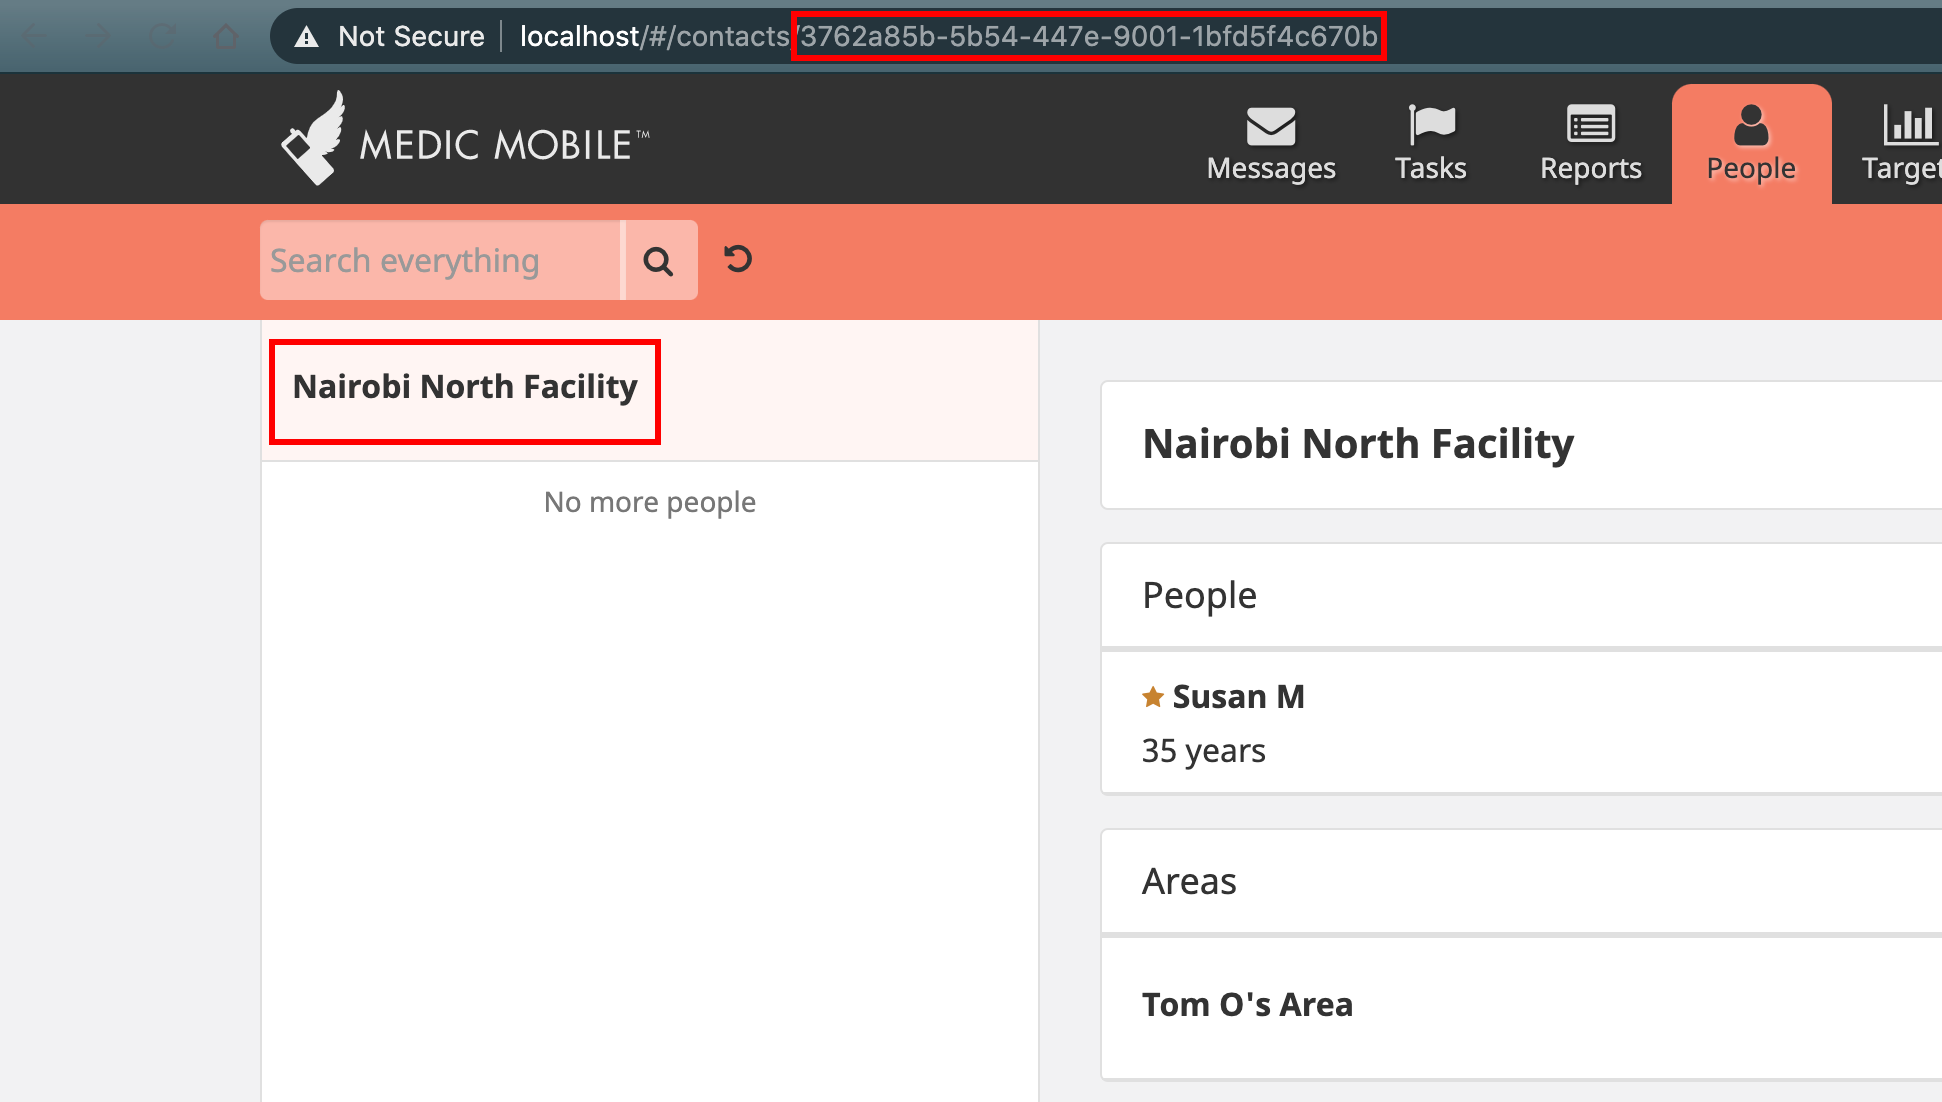 Not Secure | localhost/#/contacts/3762a85b-5b54-447e-9001-1bfd5f4c670b
MEDIC MOBILE™
Messages
Tasks
Reports
People
Target
Search everything
Nairobi North Facility
No more people
Nairobi North Facility
People
Susan M
35 years
Areas
Tom O's Area